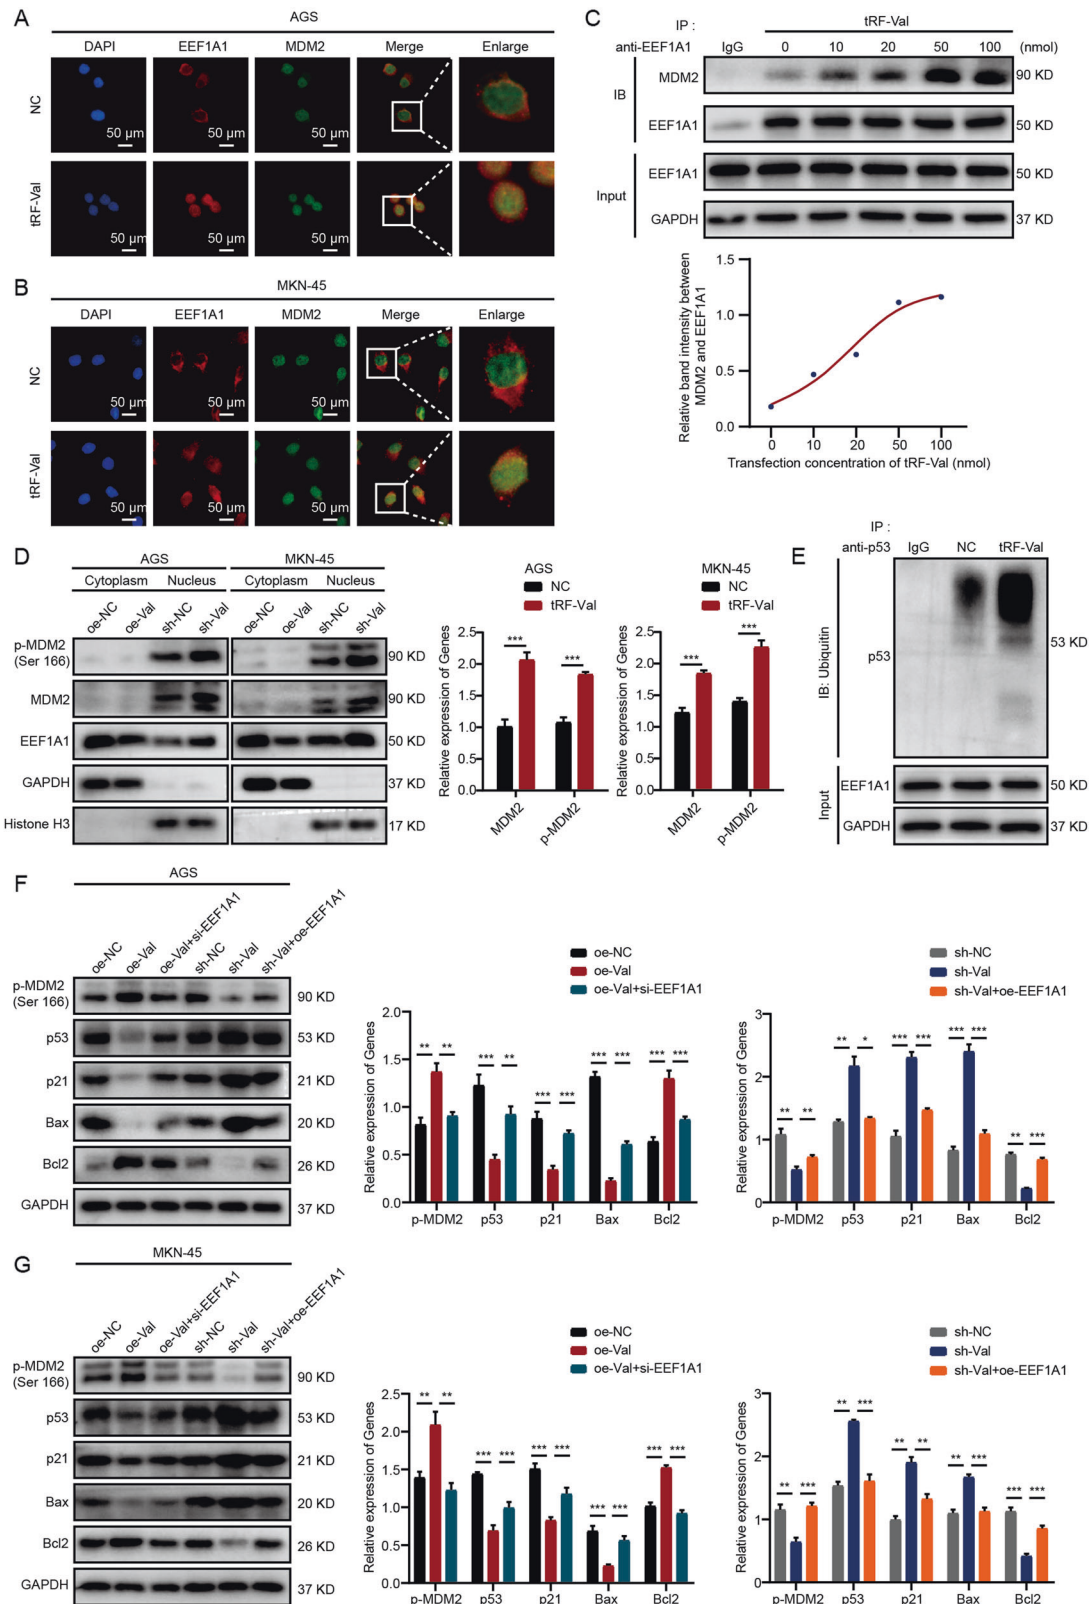 A
AGS
DAPI EEF1A1 MDM2 Merge Enlarge
NC
50 µm 50 µm 50 µm 50 µm
tRF-Val
50 µm 50 µm 50 µm 50 µm
B
MKN-45
DAPI EEF1A1 MDM2 Merge Enlarge
NC
50 µm 50 µm 50 µm 50 µm
tRF-Val
50 µm 50 µm 50 µm 50 µm
C
IP : tRF-Val
anti-EEF1A1 IgG 0 10 20 50 100 (nmol)
IB
MDM2 90 KD
EEF1A1 50 KD
Input
EEF1A1 50 KD
GAPDH 37 KD
Relative band intensity between
MDM2 and EEF1A1
1.5
1.0
0.5
0.0
0 10 20 50 100
Transfection concentration of tRF-Val (nmol)
D
AGS MKN-45
Cytoplasm Nucleus Cytoplasm Nucleus
oe-NC oe-Val sh-NC sh-Val oe-NC oe-Val sh-NC sh-Val
p-MDM2
(Ser 166) 90 KD
MDM2 90 KD
EEF1A1 50 KD
GAPDH 37 KD
Histone H3 17 KD
AGS
NC
tRF-Val
Relative expression of Genes
2.5
2.0
1.5
1.0
0.5
0.0
*** ***
MDM2 p-MDM2
MKN-45
NC
tRF-Val
Relative expression of Genes
2.5
2.0
1.5
1.0
0.5
0.0
*** ***
MDM2 p-MDM2
E
IP :
anti-p53 IgG NC tRF-Val
IB: Ubiquitin
p53
53 KD
Input
EEF1A1 50 KD
GAPDH 37 KD
F
AGS
oe-NC oe-Val oe-Val+si-EEF1A1 sh-NC sh-Val sh-Val+oe-EEF1A1
p-MDM2
(Ser 166) 90 KD
p53 53 KD
p21 21 KD
Bax 20 KD
Bcl2 26 KD
GAPDH 37 KD
oe-NC
oe-Val
oe-Val+si-EEF1A1
Relative expression of Genes
2.0
1.5
1.0
0.5
0.0
** ** *** ** *** *** *** *** *** ***
p-MDM2 p53 p21 Bax Bcl2
sh-NC
sh-Val
sh-Val+oe-EEF1A1
Relative expression of Genes
3
2
1
0
** ** ** * *** *** *** *** ** ***
p-MDM2 p53 p21 Bax Bcl2
G
MKN-45
oe-NC oe-Val oe-Val+si-EEF1A1 sh-NC sh-Val sh-Val+oe-EEF1A1
p-MDM2
(Ser 166) 90 KD
p53 53 KD
p21 21 KD
Bax 20 KD
Bcl2 26 KD
GAPDH 37 KD
oe-NC
oe-Val
oe-Val+si-EEF1A1
Relative expression of Genes
2.5
2.0
1.5
1.0
0.5
0.0
** ** *** *** *** *** *** *** *** ***
p-MDM2 p53 p21 Bax Bcl2
sh-NC
sh-Val
sh-Val+oe-EEF1A1
Relative expression of Genes
3
2
1
0
** *** ** *** ** ** ** *** *** ***
p-MDM2 p53 p21 Bax Bcl2